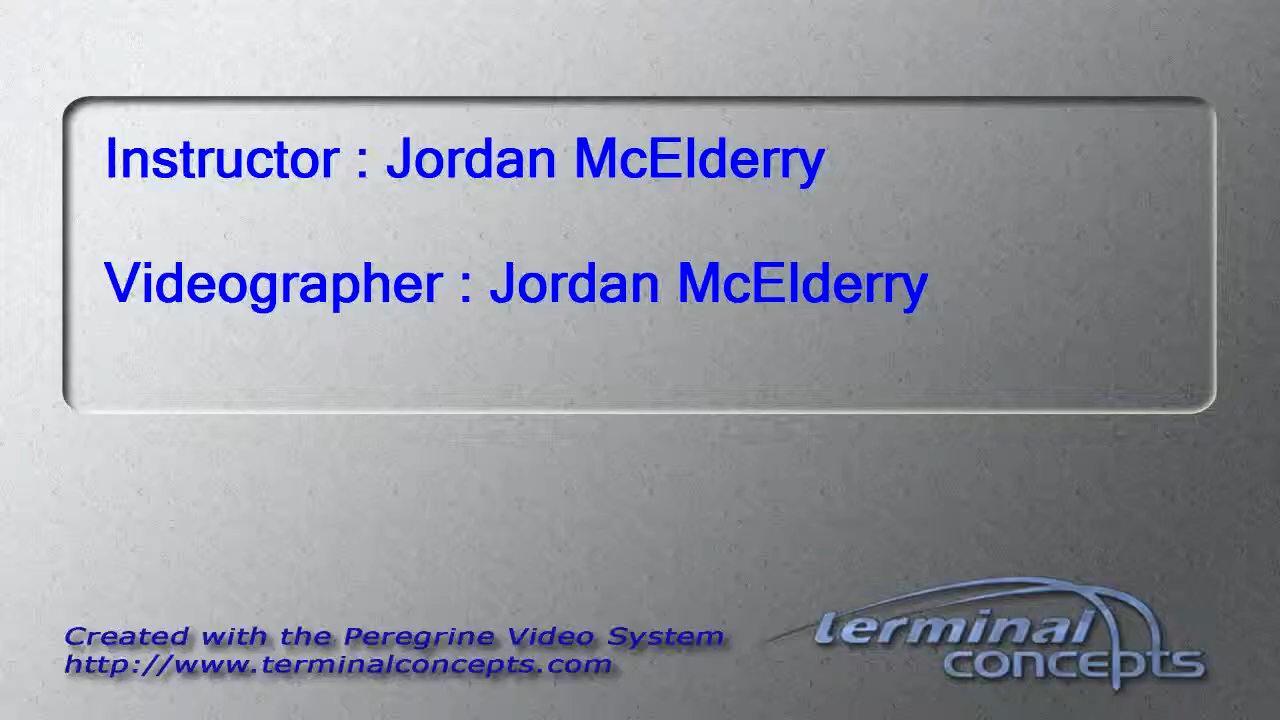 Instructor : Jordan McElderry
Videographer : Jordan McElderry
Created with the Peregrine Video System
http://www.terminalconcepts.com
terminal
concepts